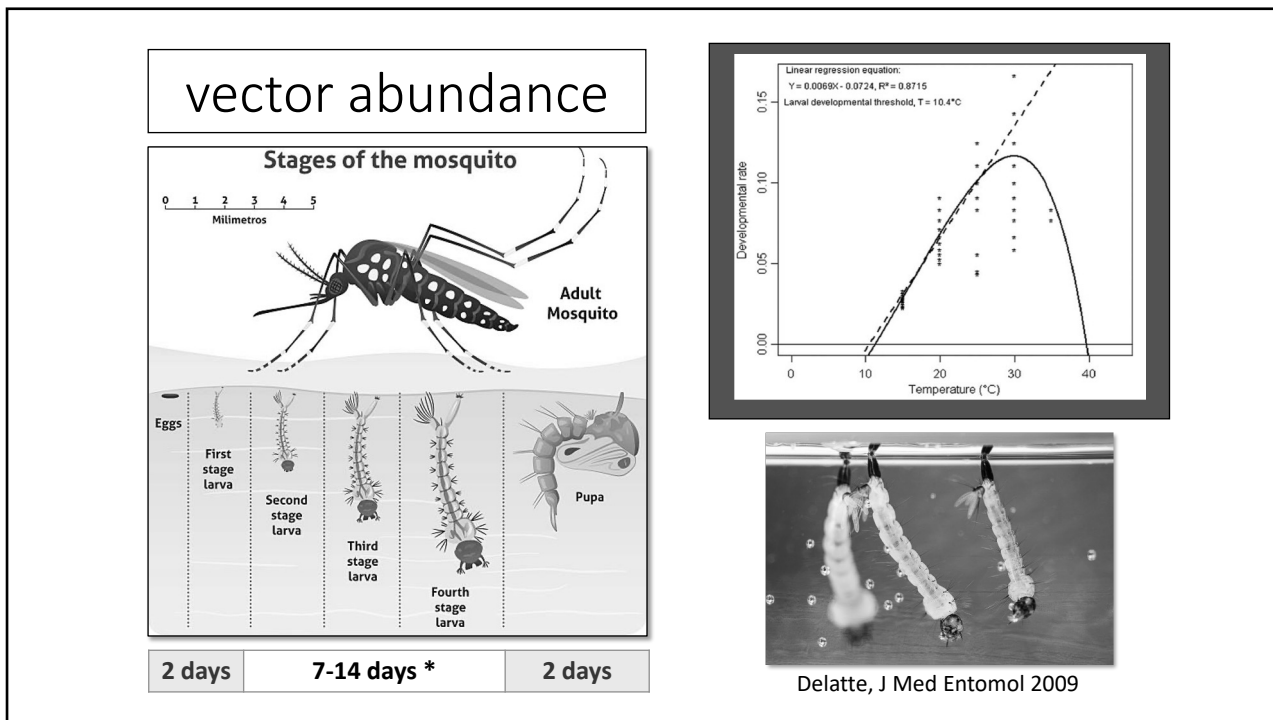 vector abundance
Stages of the mosquito
0 1 2 3 4 5
Milimetros
Adult
Mosquito
Eggs
First
stage
larva
Second
stage
larva
Third
stage
larva
Fourth
stage
larva
Pupa
2 days
7-14 days *
2 days
Linear regression equation:
Y = 0.0069X - 0.0724, R² = 0.8715
Larval developmental threshold, T = 10.4°C
Developmental rate
0.15
0.10
0.05
0.00
0 10 20 30 40
Temperature (°C)
Delatte, J Med Entomol 2009